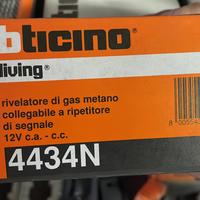 bticino
living®
rivelatore di gas metano
collegabile a ripetitore
di segnale
12V c.a. - c.c.
4434N